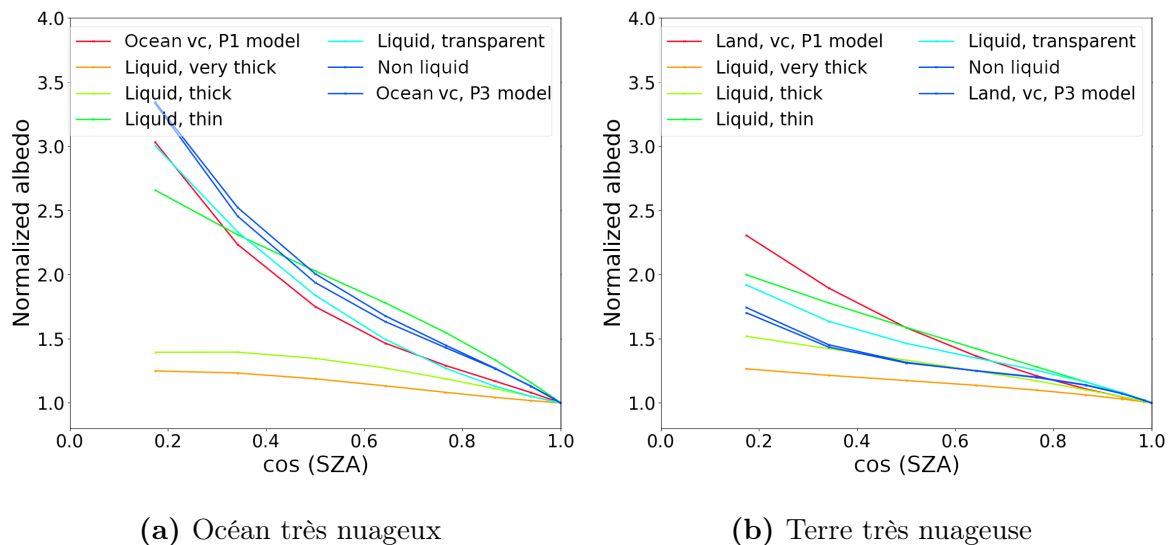 4.0
3.5
3.0
2.5
2.0
1.5
1.0
Normalized albedo
Ocean vc, P1 model
Liquid, very thick
Liquid, thick
Liquid, thin
Liquid, transparent
Non liquid
Ocean vc, P3 model
0.0 0.2 0.4 0.6 0.8 1.0
cos (SZA)
(a) Océan très nuageux
4.0
3.5
3.0
2.5
2.0
1.5
1.0
Normalized albedo
Land, vc, P1 model
Liquid, very thick
Liquid, thick
Liquid, thin
Liquid, transparent
Non liquid
Land, vc, P3 model
0.0 0.2 0.4 0.6 0.8 1.0
cos (SZA)
(b) Terre très nuageuse